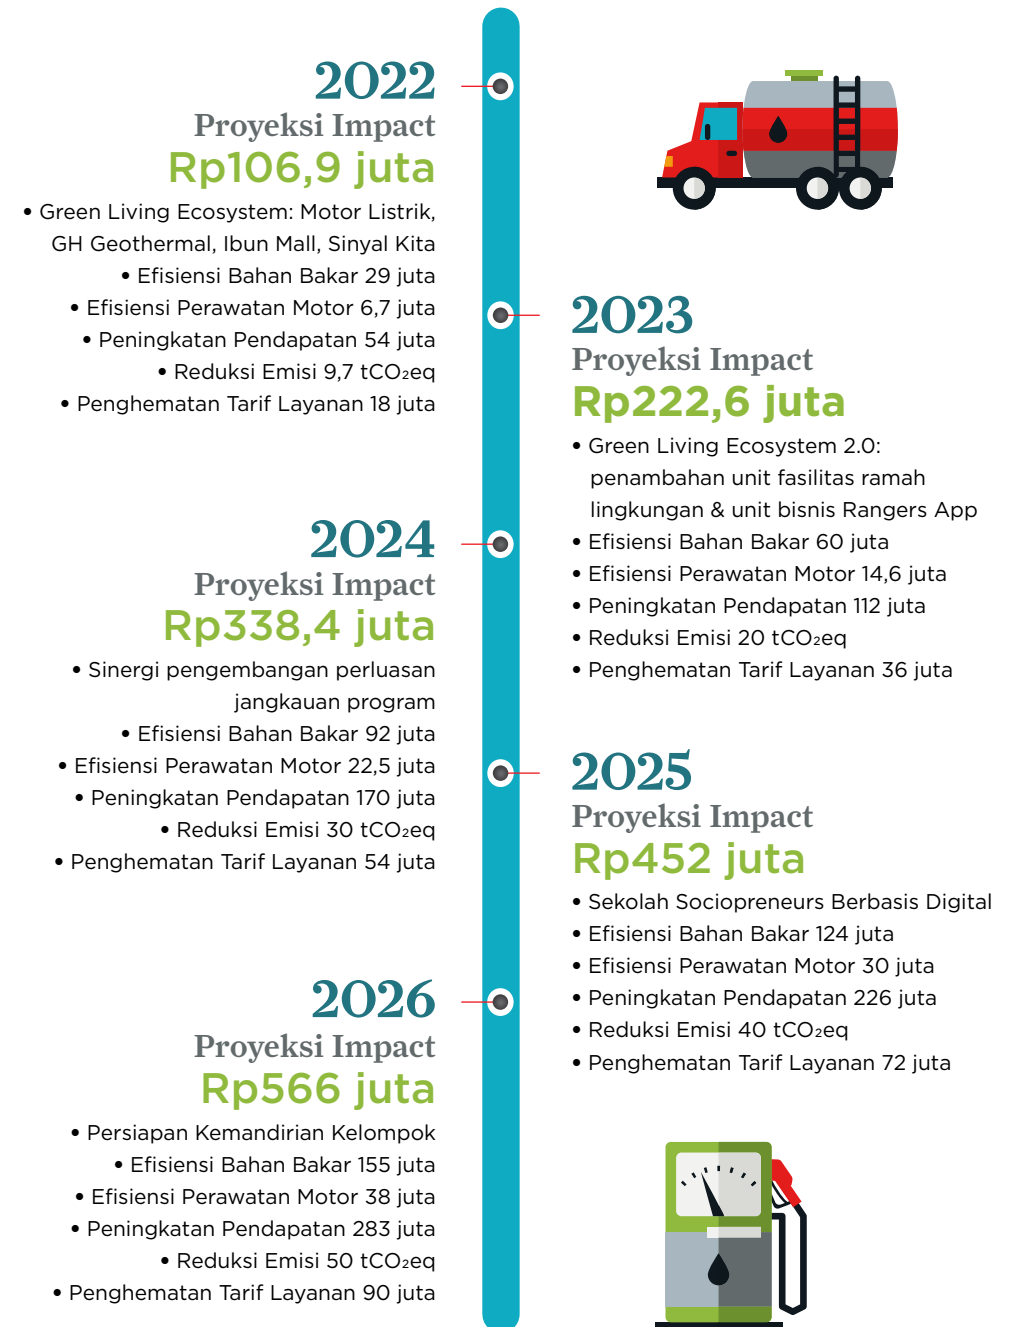 2022
Proyeksi Impact
Rp106,9 juta
• Green Living Ecosystem: Motor Listrik,
GH Geothermal, Ibun Mall, Sinyal Kita
• Efisiensi Bahan Bakar 29 juta
• Efisiensi Perawatan Motor 6,7 juta
• Peningkatan Pendapatan 54 juta
• Reduksi Emisi 9,7 tCO₂eq
• Penghematan Tarif Layanan 18 juta
2023
Proyeksi Impact
Rp222,6 juta
• Green Living Ecosystem 2.0:
penambahan unit fasilitas ramah
lingkungan & unit bisnis Rangers App
• Efisiensi Bahan Bakar 60 juta
• Efisiensi Perawatan Motor 14,6 juta
• Peningkatan Pendapatan 112 juta
• Reduksi Emisi 20 tCO₂eq
• Penghematan Tarif Layanan 36 juta
2024
Proyeksi Impact
Rp338,4 juta
• Sinergi pengembangan perluasan
jangkauan program
• Efisiensi Bahan Bakar 92 juta
• Efisiensi Perawatan Motor 22,5 juta
• Peningkatan Pendapatan 170 juta
• Reduksi Emisi 30 tCO₂eq
• Penghematan Tarif Layanan 54 juta
2025
Proyeksi Impact
Rp452 juta
• Sekolah Sociopreneurs Berbasis Digital
• Efisiensi Bahan Bakar 124 juta
• Efisiensi Perawatan Motor 30 juta
• Peningkatan Pendapatan 226 juta
• Reduksi Emisi 40 tCO₂eq
• Penghematan Tarif Layanan 72 juta
2026
Proyeksi Impact
Rp566 juta
• Persiapan Kemandirian Kelompok
• Efisiensi Bahan Bakar 155 juta
• Efisiensi Perawatan Motor 38 juta
• Peningkatan Pendapatan 283 juta
• Reduksi Emisi 50 tCO₂eq
• Penghematan Tarif Layanan 90 juta